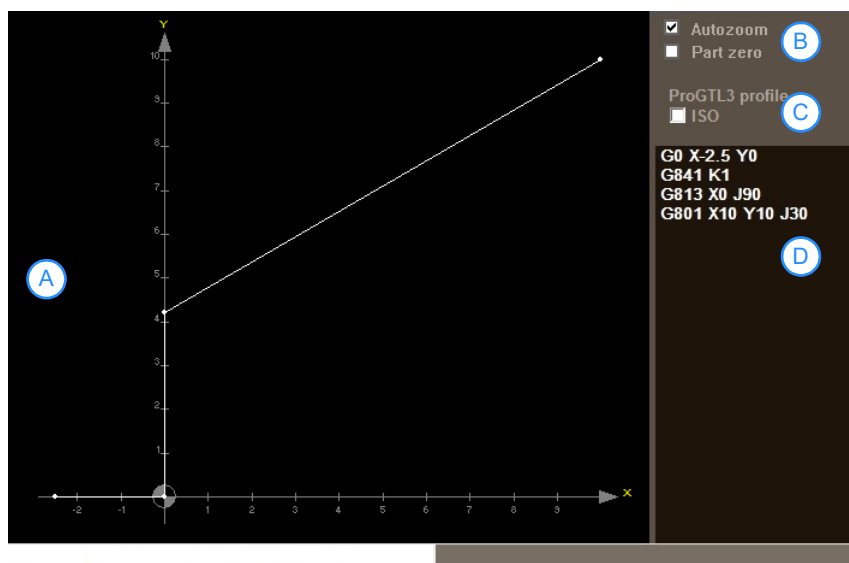 Y
10
9
8
7
6
5
4
3
2
1
-2 -1 1 2 3 4 5 6 7 8 9
X
A
Autozoom
Part zero
B
ProGTL3 profile
ISO
C
G0 X-2.5 Y0
G841 K1
G813 X0 J90
G801 X10 Y10 J30
D